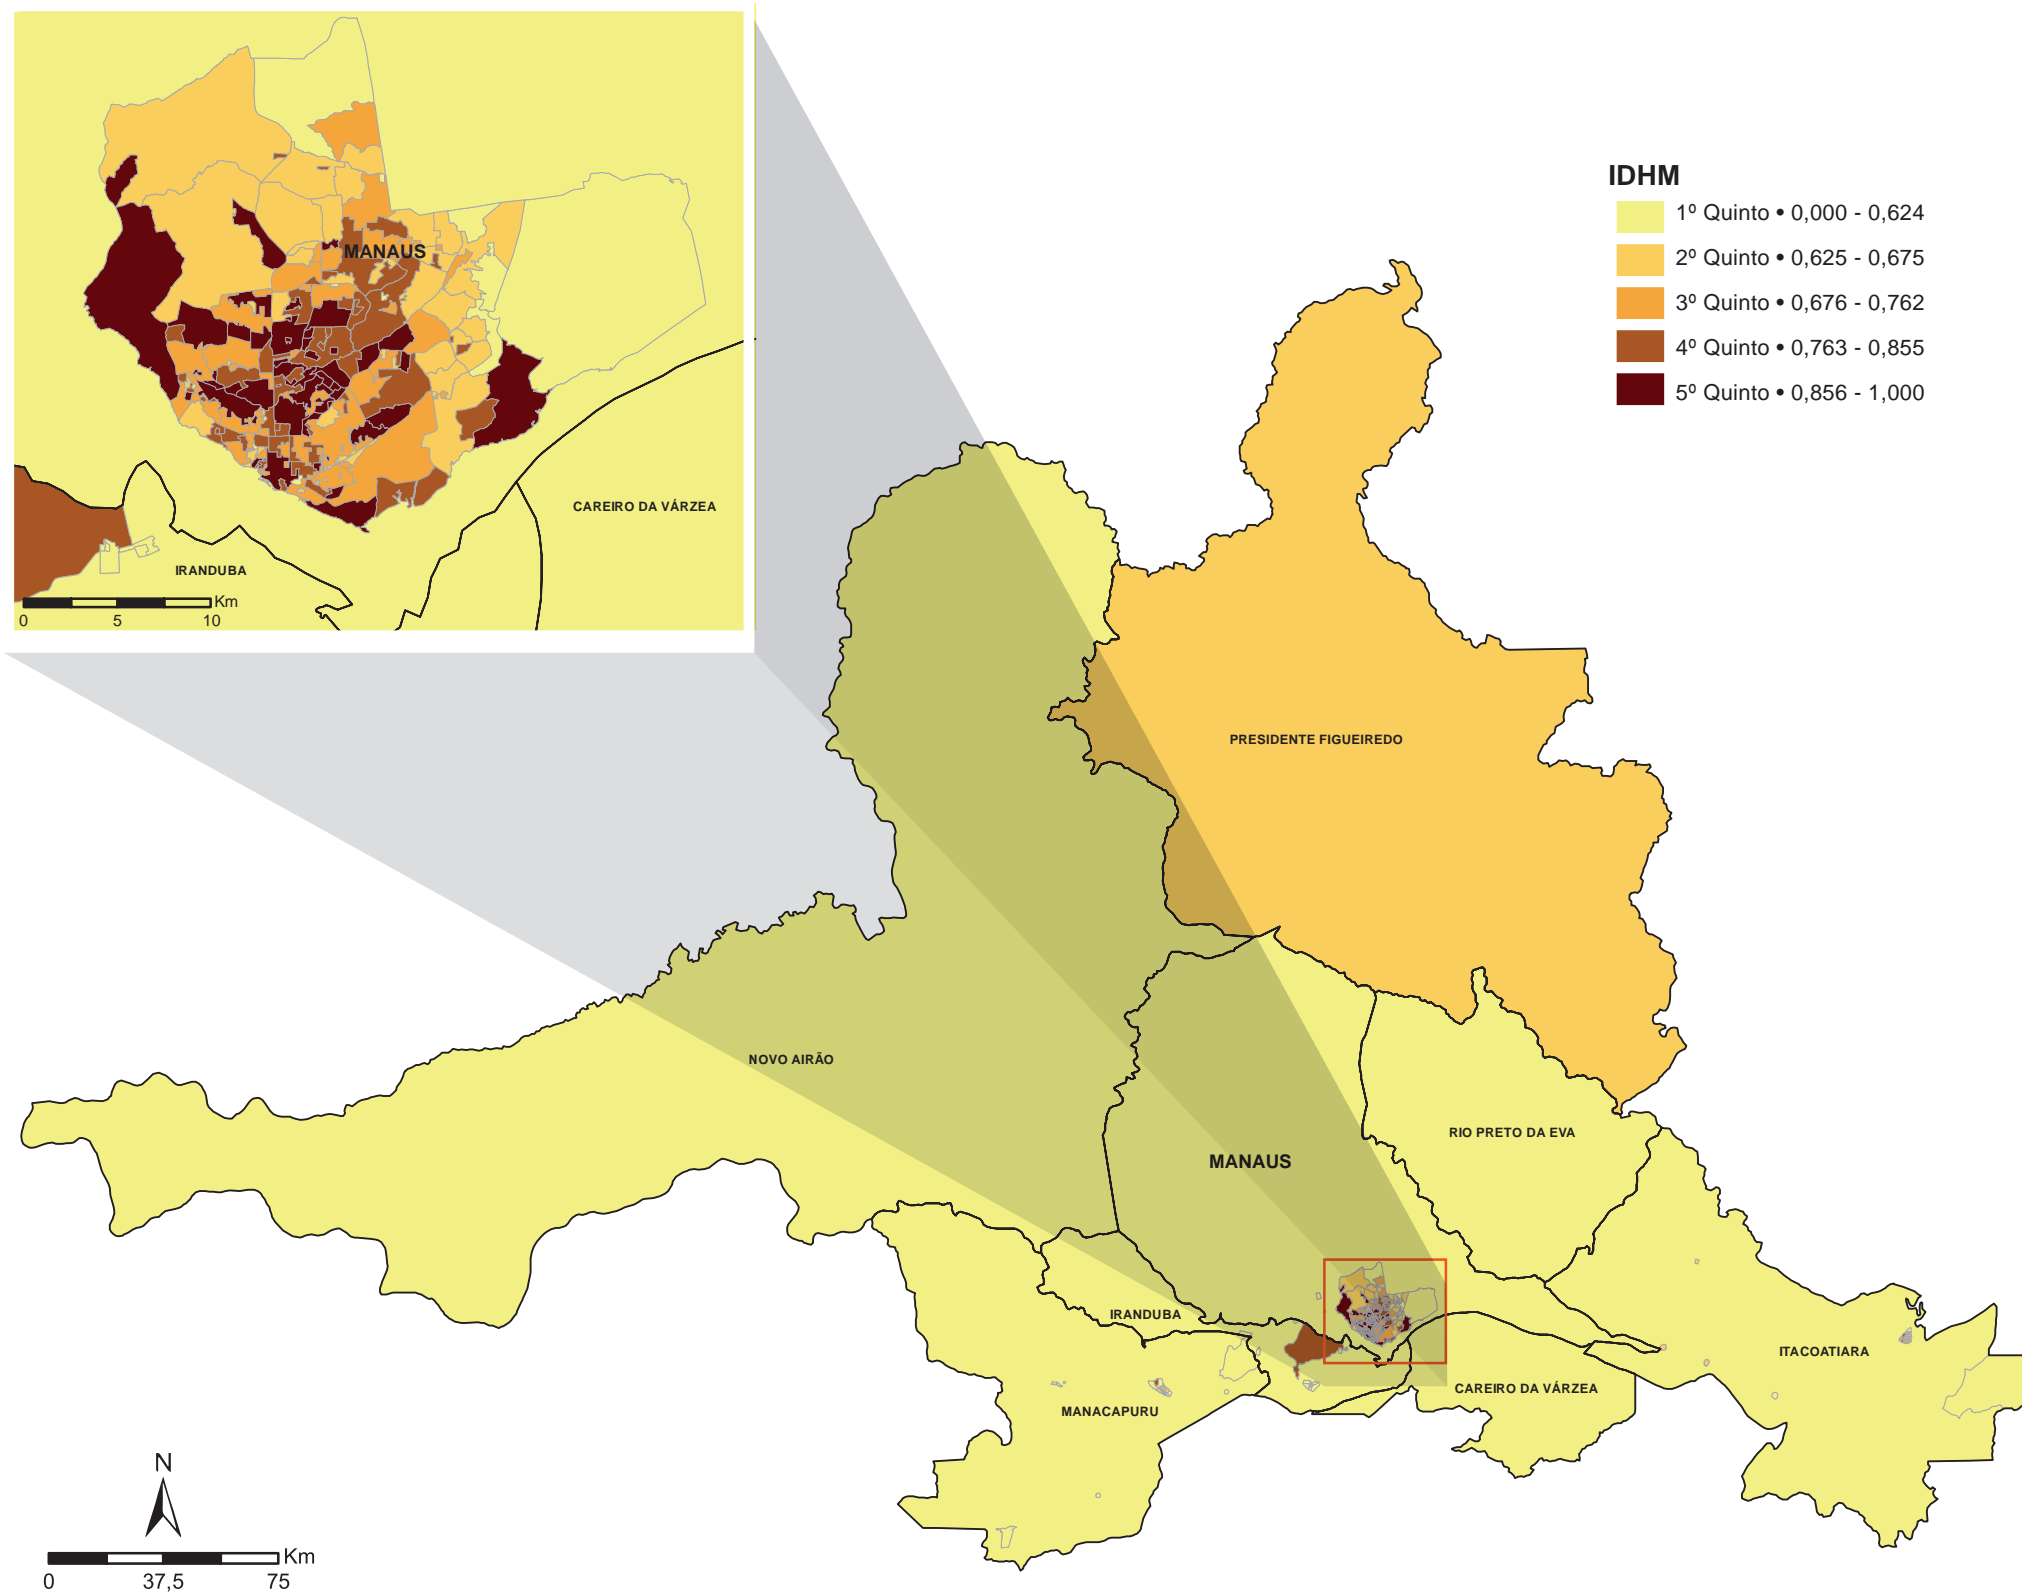 MANAUS
CAREIRO DA VÁRZEA
IRANDUBA
Km
0 5 10
IDHM
1º Quinto • 0,000 - 0,624
2º Quinto • 0,625 - 0,675
3º Quinto • 0,676 - 0,762
4º Quinto • 0,763 - 0,855
5º Quinto • 0,856 - 1,000
PRESIDENTE FIGUEIREDO
NOVO AIRÃO
RIO PRETO DA EVA
MANAUS
IRANDUBA
ITACOATIARA
CAREIRO DA VÁRZEA
MANACAPURU
N
Km
0 37,5 75